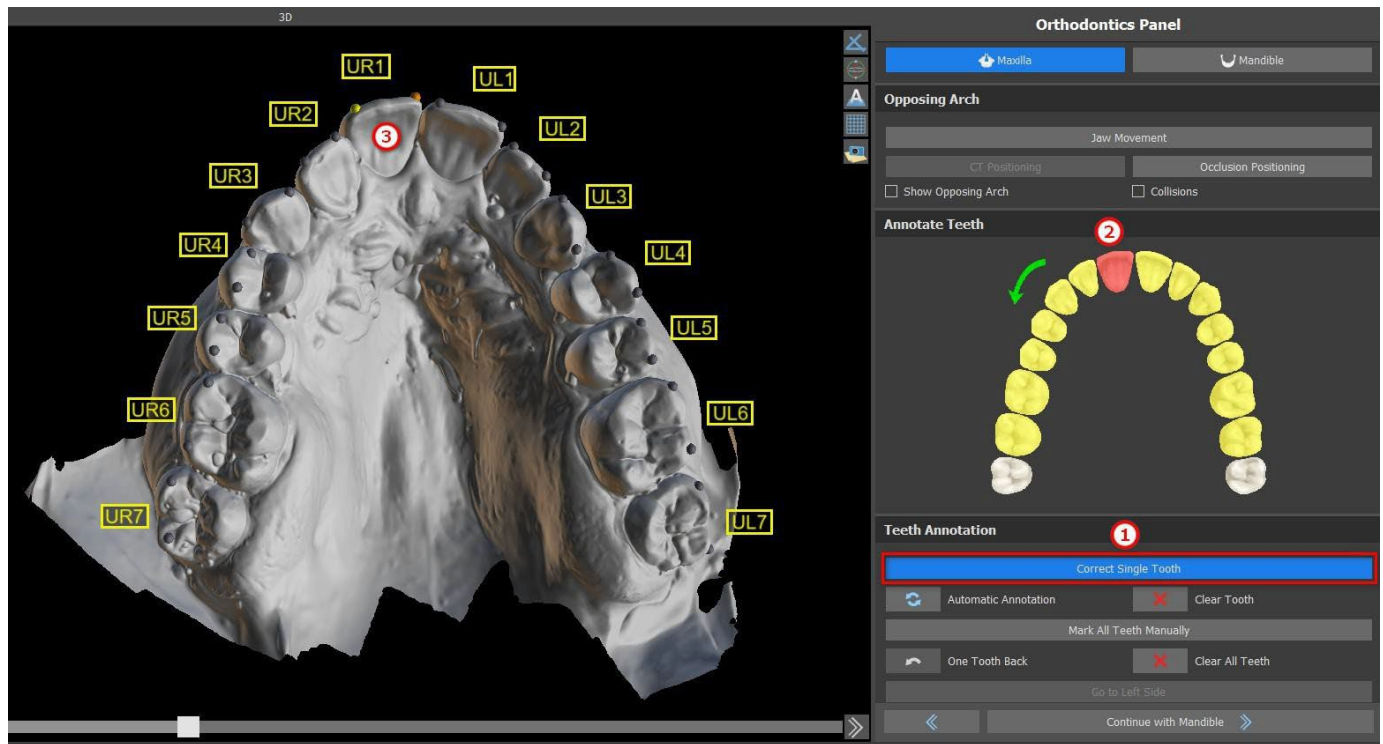 3D
UR1
UL1
UR2
UL2
3
UR3
UL3
UR4
UL4
UR5
UL5
UR6
UL6
UR7
UL7
A
Orthodontics Panel
Maxilla
Mandible
Opposing Arch
Jaw Movement
CT Positioning
Occlusion Positioning
Show Opposing Arch
Collisions
Annotate Teeth
2
Teeth Annotation
1
Correct Single Tooth
Automatic Annotation
Clear Tooth
Mark All Teeth Manually
One Tooth Back
Clear All Teeth
Go to Left Side
Continue with Mandible